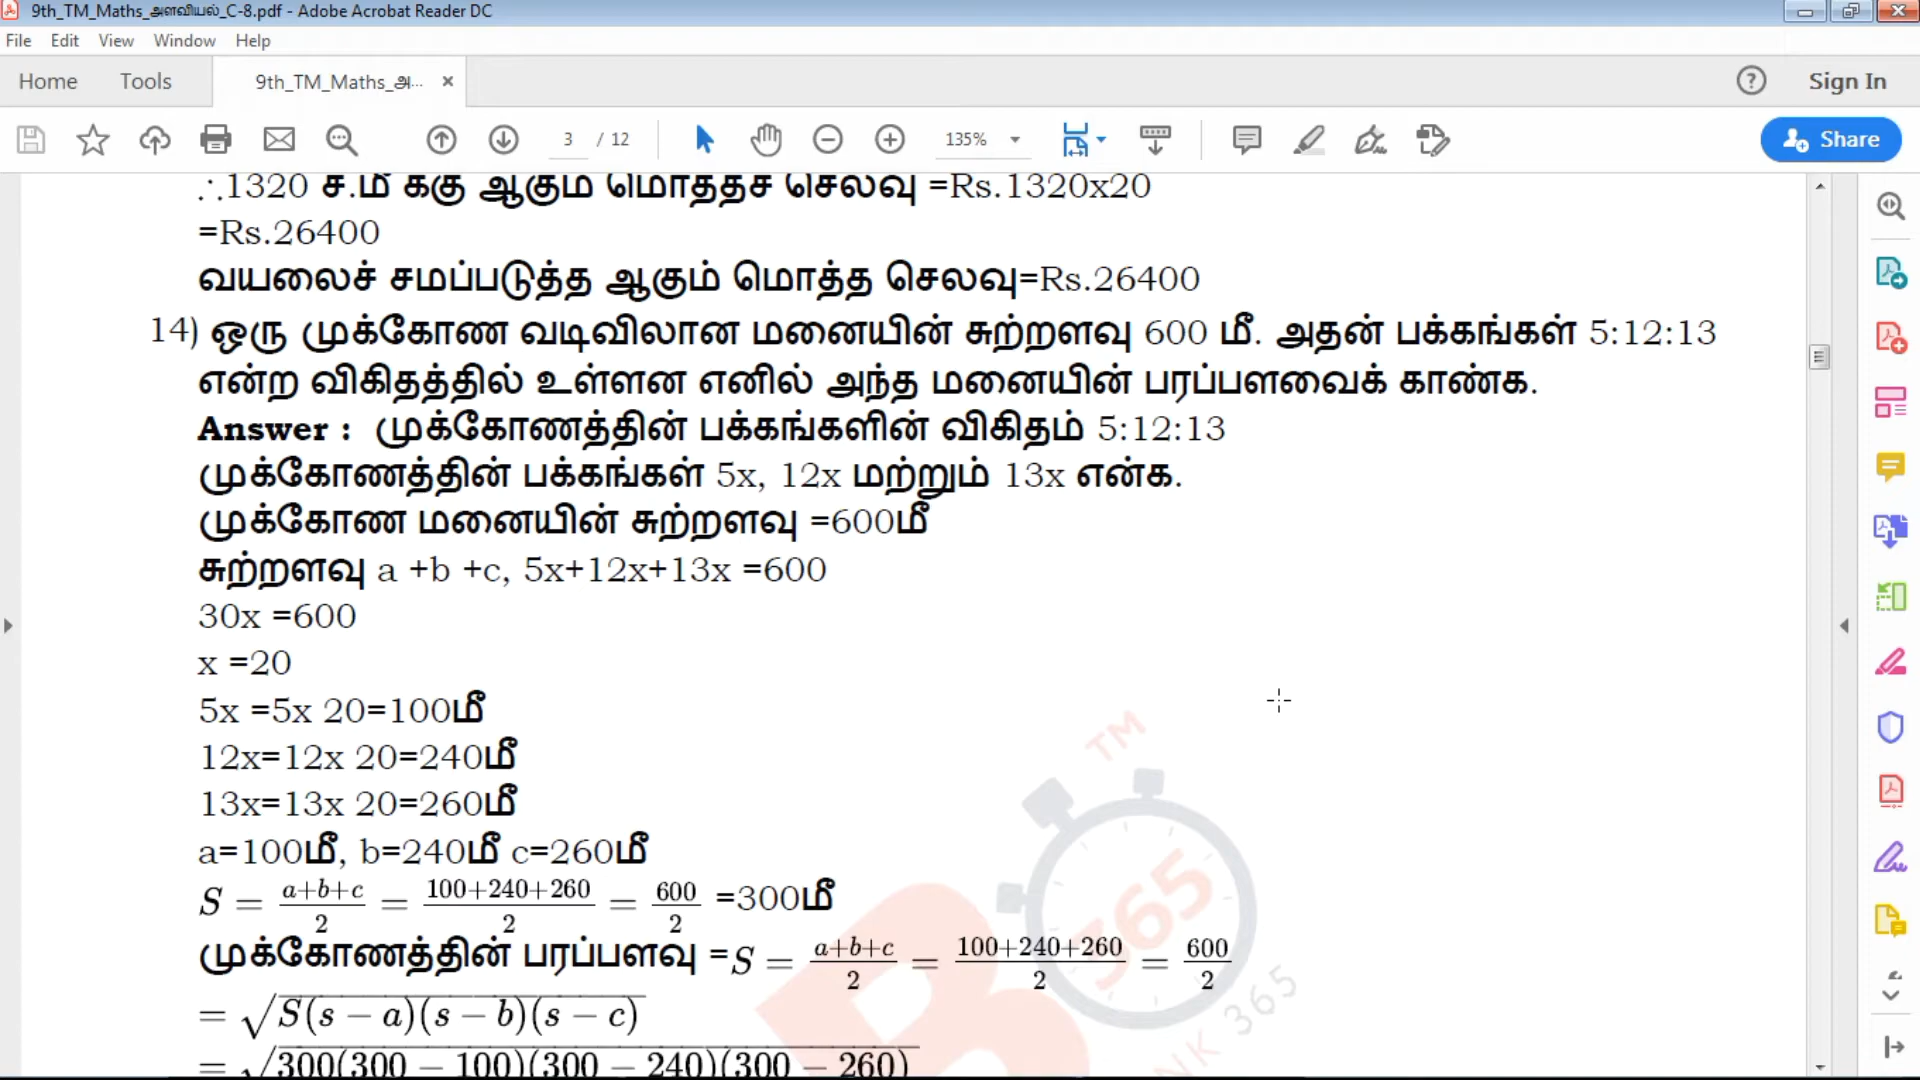 9th_TM_Maths_அளவியல்_C-8.pdf - Adobe Acrobat Reader DC
File Edit View Window Help
Home Tools 9th_TM_Maths_அ... × Sign In
3 / 12 135% Share
∴1320 ச.மீ க்கு ஆகும் மொத்தச் செலவு =Rs.1320x20
=Rs.26400
வயலைச் சமப்படுத்த ஆகும் மொத்த செலவு=Rs.26400
14) ஒரு முக்கோண வடிவிலான மனையின் சுற்றளவு 600 மீ. அதன் பக்கங்கள் 5:12:13
என்ற விகிதத்தில் உள்ளன எனில் அந்த மனையின் பரப்பளவைக் காண்க.
Answer : முக்கோணத்தின் பக்கங்களின் விகிதம் 5:12:13
முக்கோணத்தின் பக்கங்கள் 5x, 12x மற்றும் 13x என்க.
முக்கோண மனையின் சுற்றளவு =600மீ
சுற்றளவு a +b +c, 5x+12x+13x =600
30x =600
x =20
5x =5x 20=100மீ
12x=12x 20=240மீ
13x=13x 20=260மீ
a=100மீ, b=240மீ c=260மீ
S = a+b+c/2 = 100+240+260/2 = 600/2 =300மீ
முக்கோணத்தின் பரப்பளவு =S = a+b+c/2 = 100+240+260/2 = 600/2
= √S(s − a)(s − b)(s − c)
= √300(300 − 100)(300 − 240)(300 − 260)
TM
365
NK 365